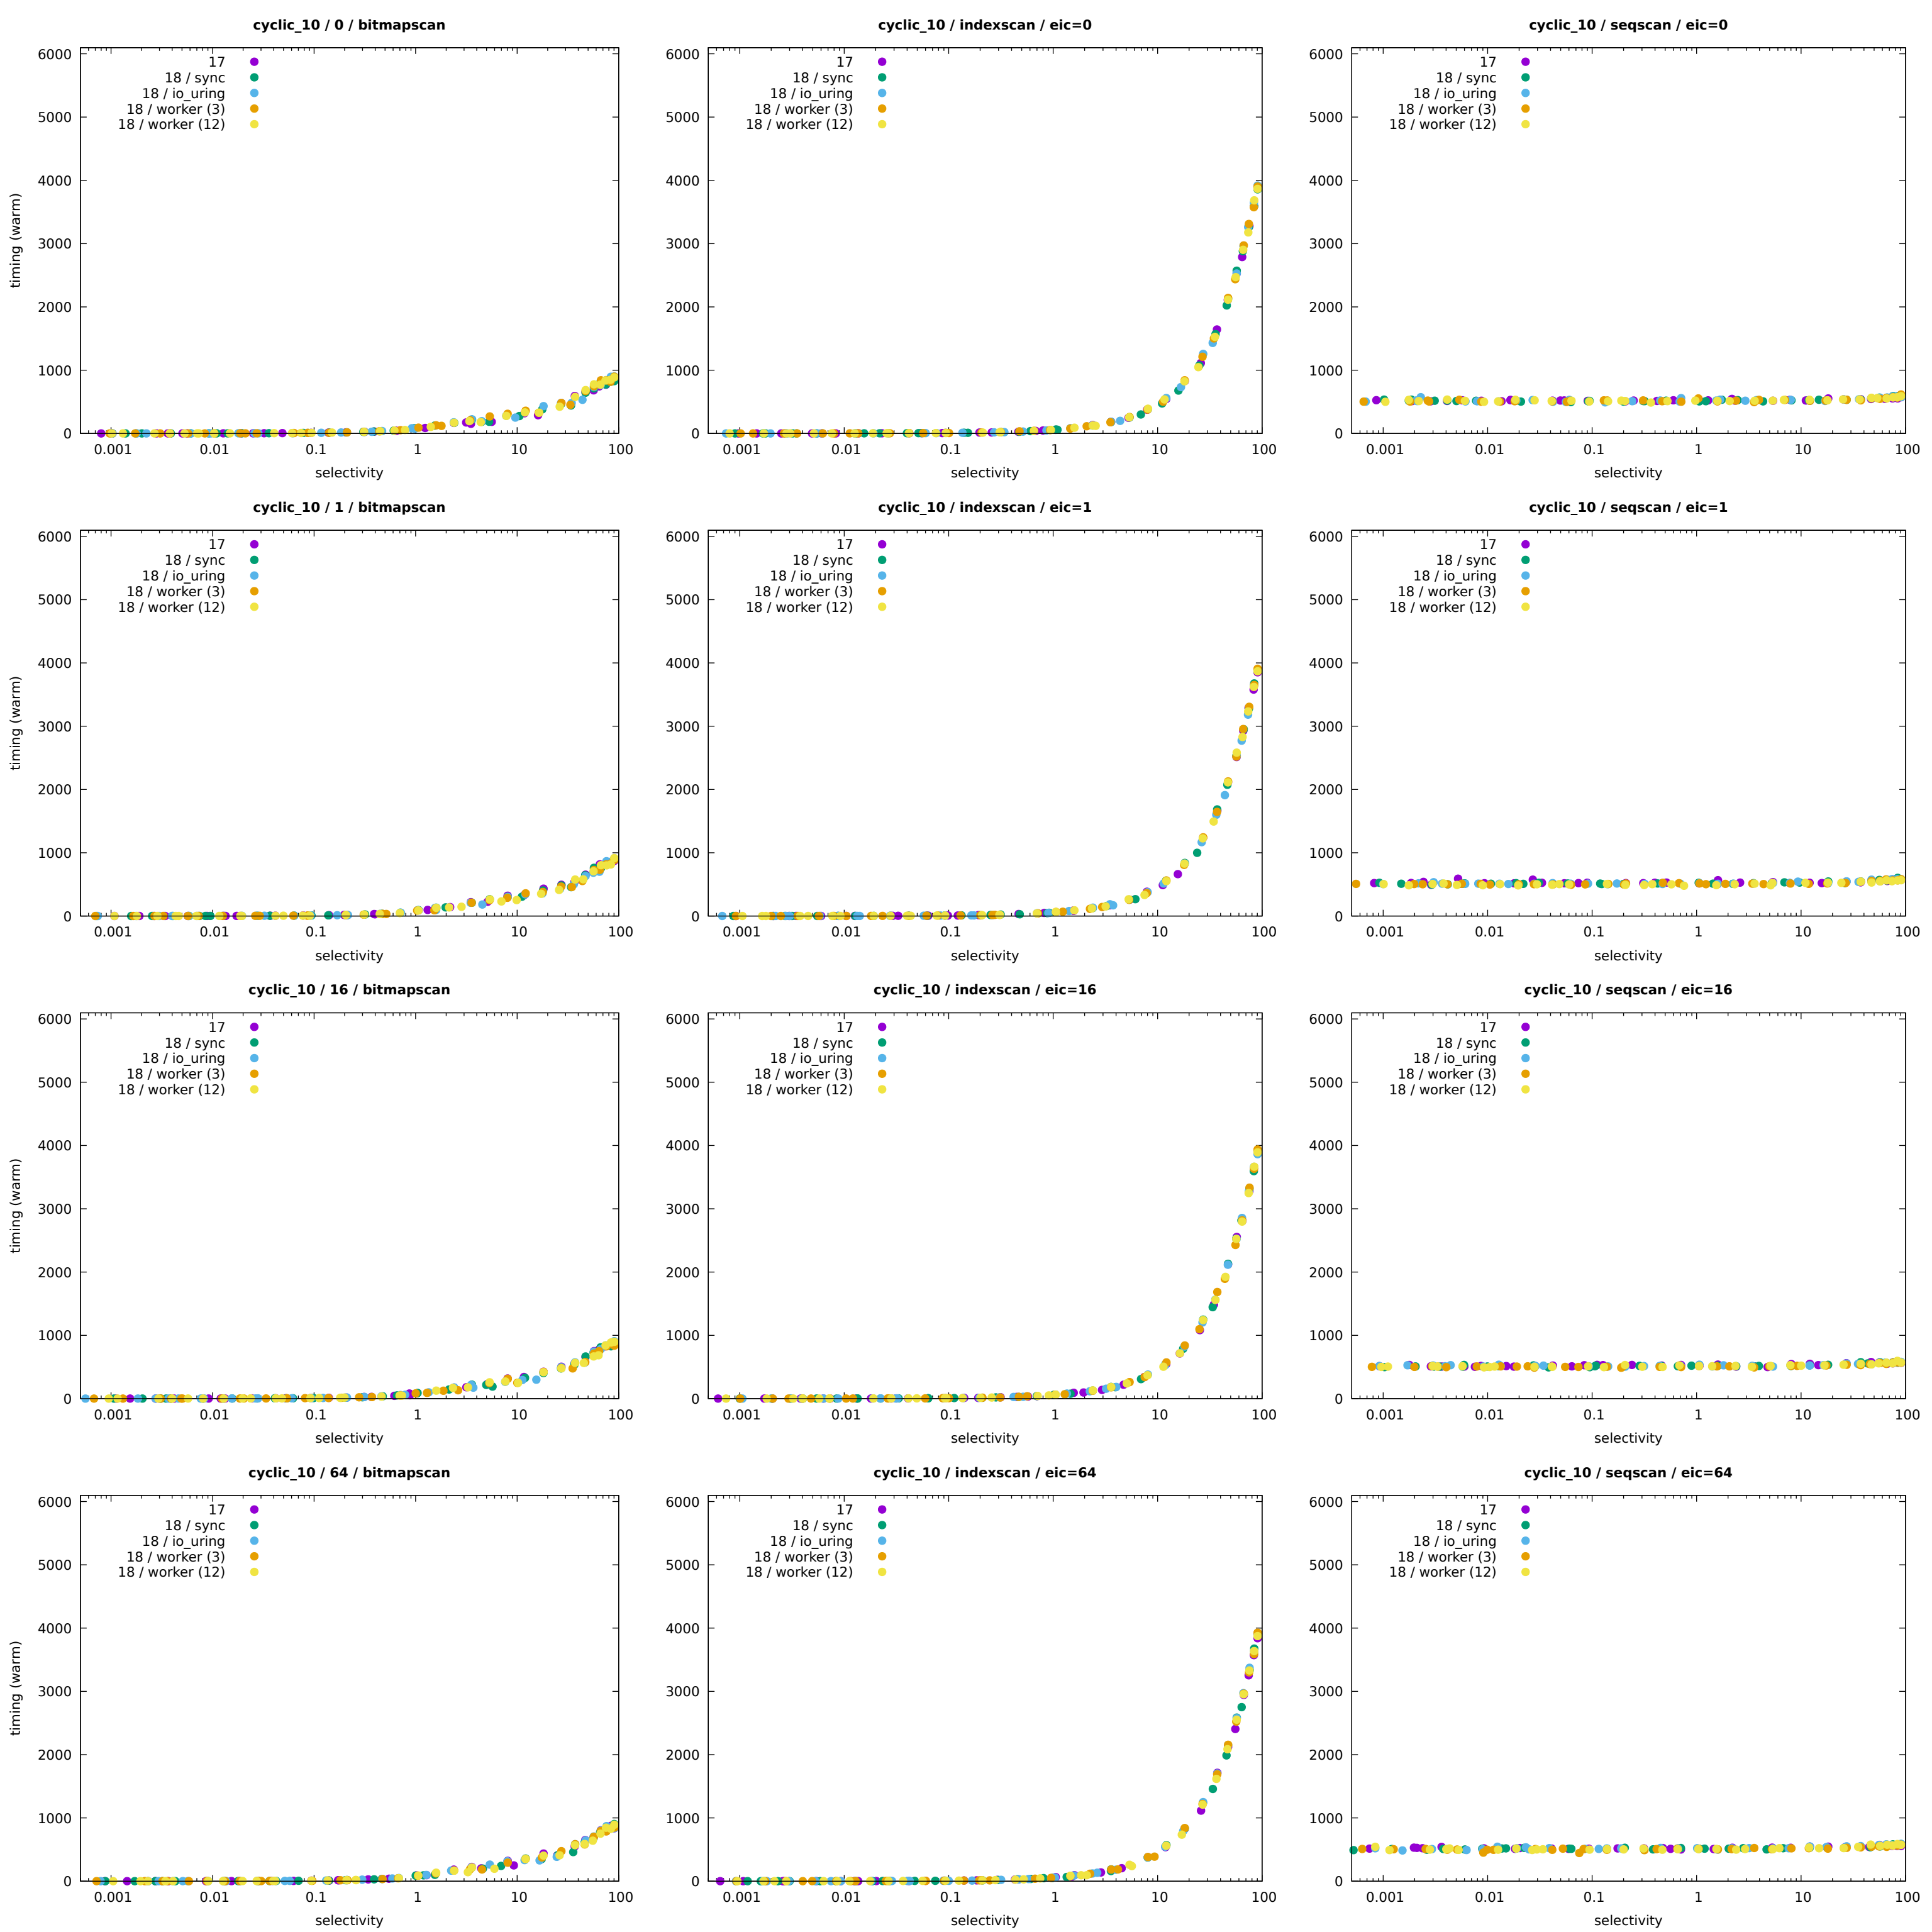 cyclic_10 / 0 / bitmapscan
timing (warm)
6000
5000
4000
3000
2000
1000
0
17
18 / sync
18 / io_uring
18 / worker (3)
18 / worker (12)
0.001 0.01 0.1 1 10 100
selectivity
cyclic_10 / indexscan / eic=0
6000
5000
4000
3000
2000
1000
0
17
18 / sync
18 / io_uring
18 / worker (3)
18 / worker (12)
0.001 0.01 0.1 1 10 100
selectivity
cyclic_10 / seqscan / eic=0
6000
5000
4000
3000
2000
1000
0
17
18 / sync
18 / io_uring
18 / worker (3)
18 / worker (12)
0.001 0.01 0.1 1 10 100
selectivity
cyclic_10 / 1 / bitmapscan
timing (warm)
6000
5000
4000
3000
2000
1000
0
17
18 / sync
18 / io_uring
18 / worker (3)
18 / worker (12)
0.001 0.01 0.1 1 10 100
selectivity
cyclic_10 / indexscan / eic=1
6000
5000
4000
3000
2000
1000
0
17
18 / sync
18 / io_uring
18 / worker (3)
18 / worker (12)
0.001 0.01 0.1 1 10 100
selectivity
cyclic_10 / seqscan / eic=1
6000
5000
4000
3000
2000
1000
0
17
18 / sync
18 / io_uring
18 / worker (3)
18 / worker (12)
0.001 0.01 0.1 1 10 100
selectivity
cyclic_10 / 16 / bitmapscan
timing (warm)
6000
5000
4000
3000
2000
1000
0
17
18 / sync
18 / io_uring
18 / worker (3)
18 / worker (12)
0.001 0.01 0.1 1 10 100
selectivity
cyclic_10 / indexscan / eic=16
6000
5000
4000
3000
2000
1000
0
17
18 / sync
18 / io_uring
18 / worker (3)
18 / worker (12)
0.001 0.01 0.1 1 10 100
selectivity
cyclic_10 / seqscan / eic=16
6000
5000
4000
3000
2000
1000
0
17
18 / sync
18 / io_uring
18 / worker (3)
18 / worker (12)
0.001 0.01 0.1 1 10 100
selectivity
cyclic_10 / 64 / bitmapscan
timing (warm)
6000
5000
4000
3000
2000
1000
0
17
18 / sync
18 / io_uring
18 / worker (3)
18 / worker (12)
0.001 0.01 0.1 1 10 100
selectivity
cyclic_10 / indexscan / eic=64
6000
5000
4000
3000
2000
1000
0
17
18 / sync
18 / io_uring
18 / worker (3)
18 / worker (12)
0.001 0.01 0.1 1 10 100
selectivity
cyclic_10 / seqscan / eic=64
6000
5000
4000
3000
2000
1000
0
17
18 / sync
18 / io_uring
18 / worker (3)
18 / worker (12)
0.001 0.01 0.1 1 10 100
selectivity